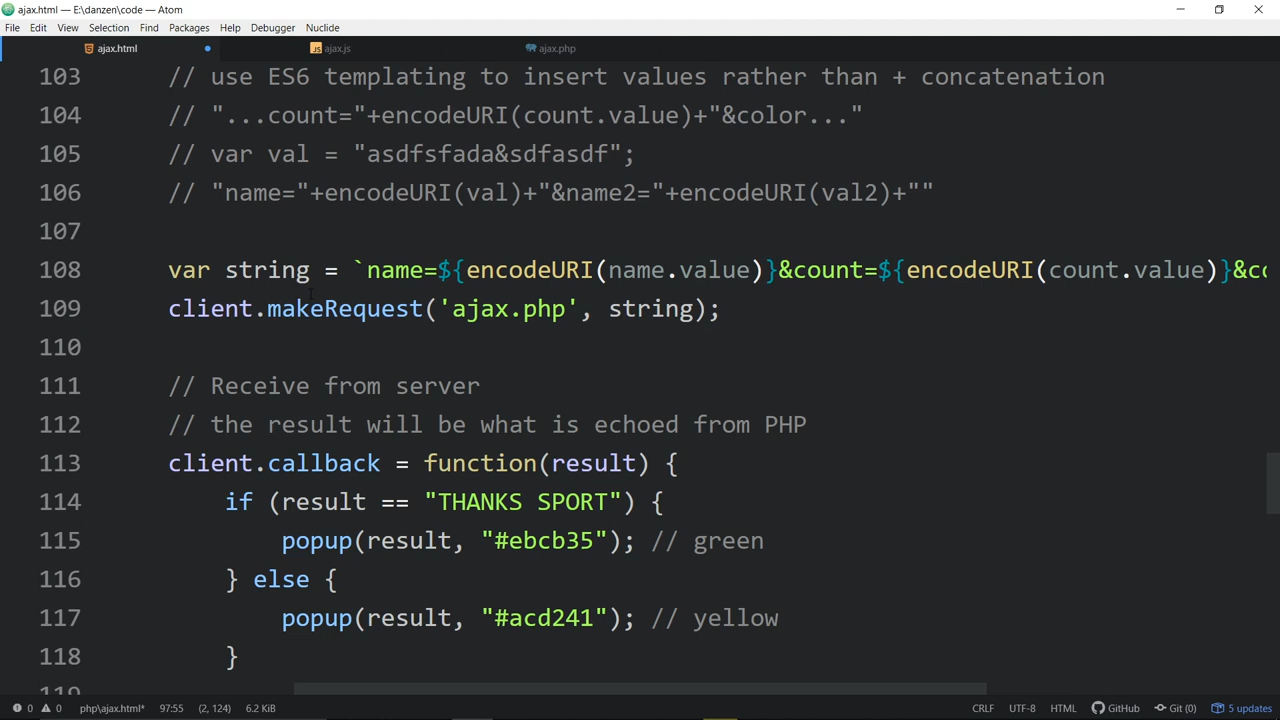 ajax.html — E:\danzen\code — Atom
File Edit View Selection Find Packages Help Debugger Nuclide
ajax.html JS ajax.js ajax.php
103 // use ES6 templating to insert values rather than + concatenation
104 // "...count="+encodeURI(count.value)+"&color..."
105 // var val = "asdfsfada&sdfasdf";
106 // "name="+encodeURI(val)+"&name2="+encodeURI(val2)+""
107
108 var string = `name=${encodeURI(name.value)}&count=${encodeURI(count.value)}&co
109 client.makeRequest('ajax.php', string);
110
111 // Receive from server
112 // the result will be what is echoed from PHP
113 client.callback = function(result) {
114 if (result == "THANKS SPORT") {
115 popup(result, "#ebcb35"); // green
116 } else {
117 popup(result, "#acd241"); // yellow
118 }
119
0 0 php\ajax.html* 97:55 (2, 124) 6.2 KiB CRLF UTF-8 HTML GitHub Git (0) 5 updates